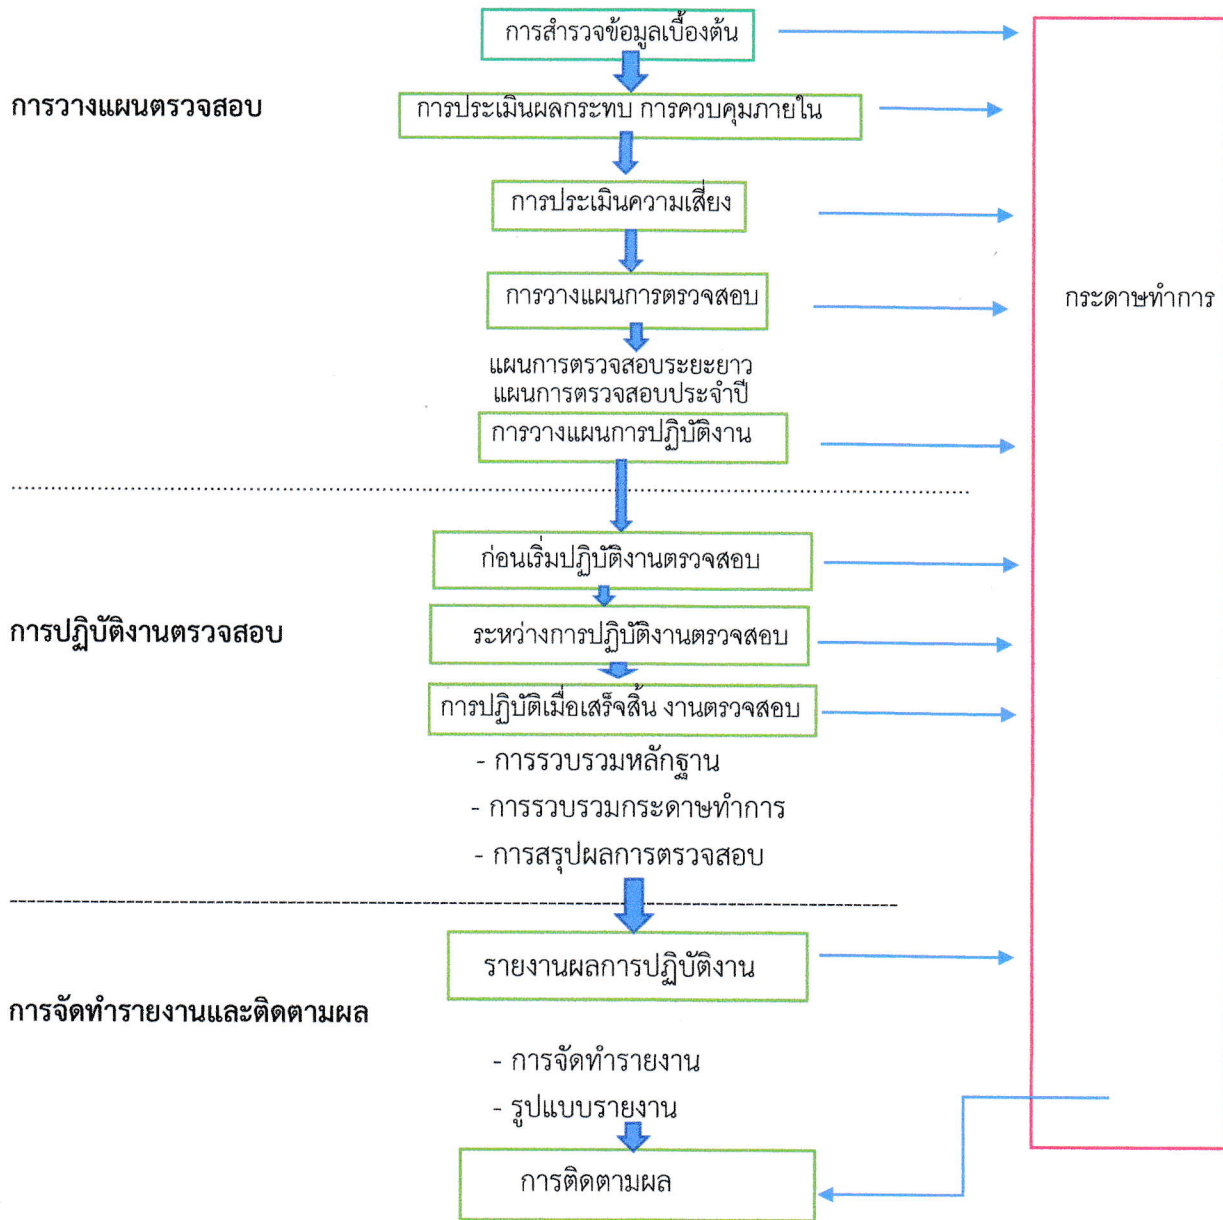 การสำรวจข้อมูลเบื้องต้น
การวางแผนตรวจสอบ
การประเมินผลกระทบ การควบคุมภายใน
การประเมินความเสี่ยง
การวางแผนการตรวจสอบ
กระดาษทำการ
แผนการตรวจสอบระยะยาว
แผนการตรวจสอบประจำปี
การวางแผนการปฏิบัติงาน
ก่อนเริ่มปฏิบัติงานตรวจสอบ
การปฏิบัติงานตรวจสอบ
ระหว่างการปฏิบัติงานตรวจสอบ
การปฏิบัติเมื่อเสร็จสิ้น งานตรวจสอบ
- การรวบรวมหลักฐาน
- การรวบรวมกระดาษทำการ
- การสรุปผลการตรวจสอบ
รายงานผลการปฏิบัติงาน
การจัดทำรายงานและติดตามผล
- การจัดทำรายงาน
- รูปแบบรายงาน
การติดตามผล